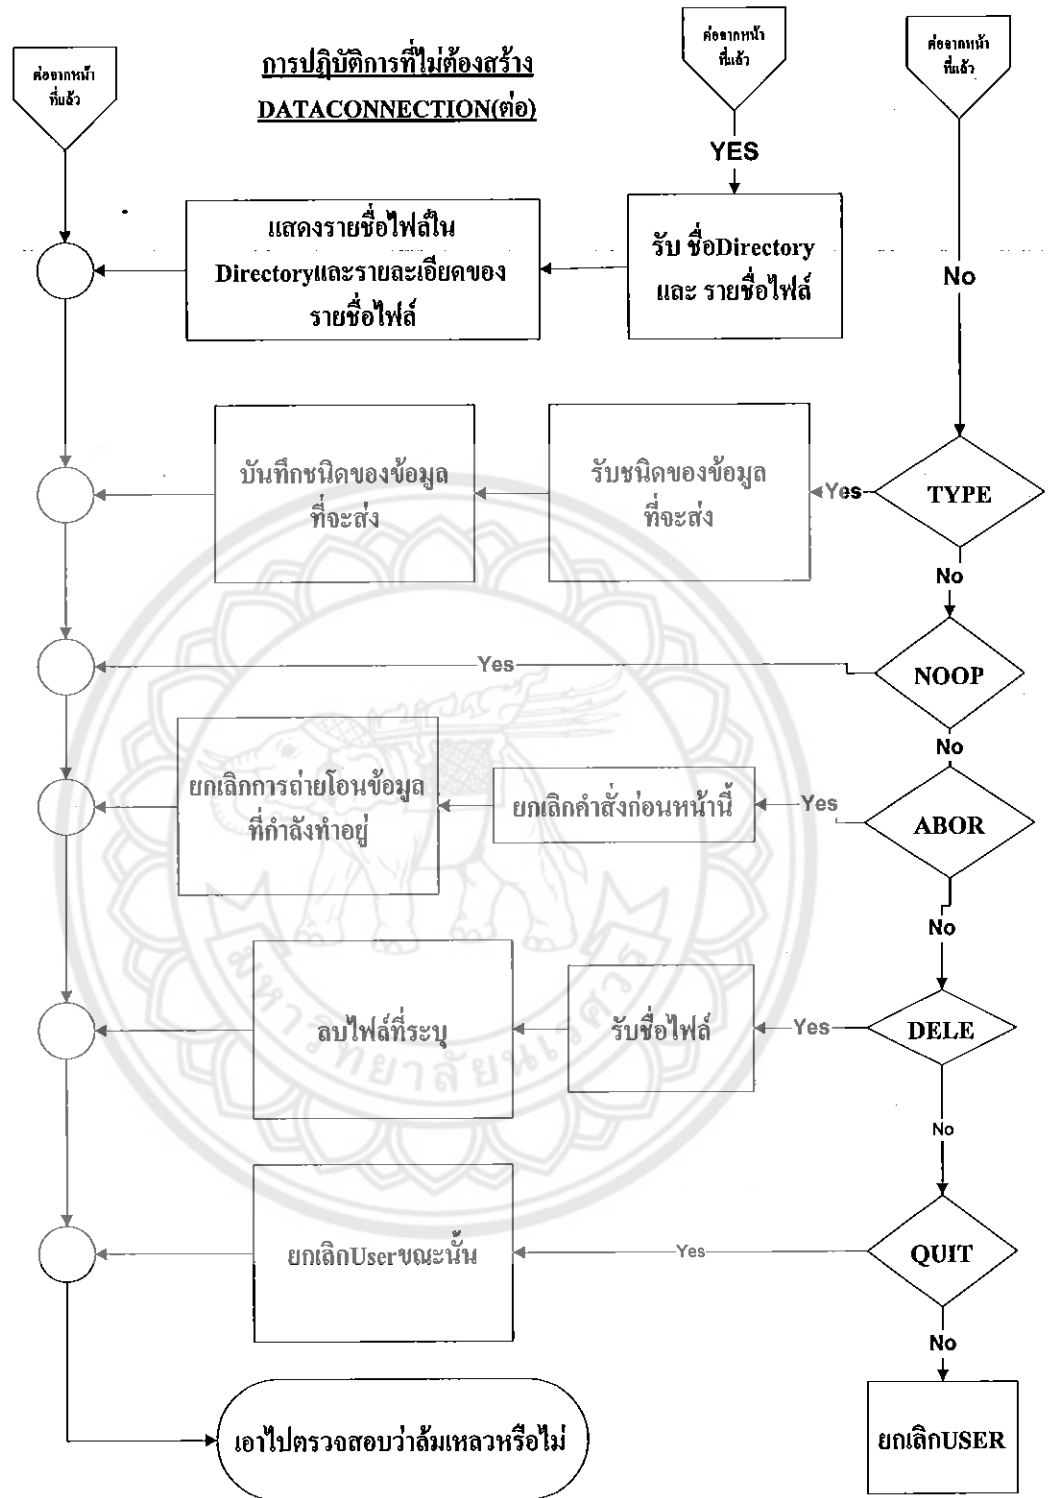 ต่อจากหน้า
ที่แล้ว
การปฏิบัติการที่ไม่ต้องสร้าง
DATACONNECTION(ต่อ)
ต่อจากหน้า
ที่แล้ว
ต่อจากหน้า
ที่แล้ว
YES
แสดงรายชื่อไฟล์ใน
Directoryและรายละเอียดของ
รายชื่อไฟล์
รับ ชื่อDirectory
และ รายชื่อไฟล์
No
บันทึกชนิดของข้อมูล
ที่จะส่ง
รับชนิดของข้อมูล
ที่จะส่ง
Yes
TYPE
No
Yes
NOOP
No
ยกเลิกการถ่ายโอนข้อมูล
ที่กำลังทำอยู่
ยกเลิกคำสั่งก่อนหน้านี้
Yes
ABOR
No
ลบไฟล์ที่ระบุ
รับชื่อไฟล์
Yes
DELE
มหาวิทยาลัยนเรศวร
No
ยกเลิกUserขณะนั้น
Yes
QUIT
No
เอาไปตรวจสอบว่าล้มเหลวหรือไม่
ยกเลิกUSER